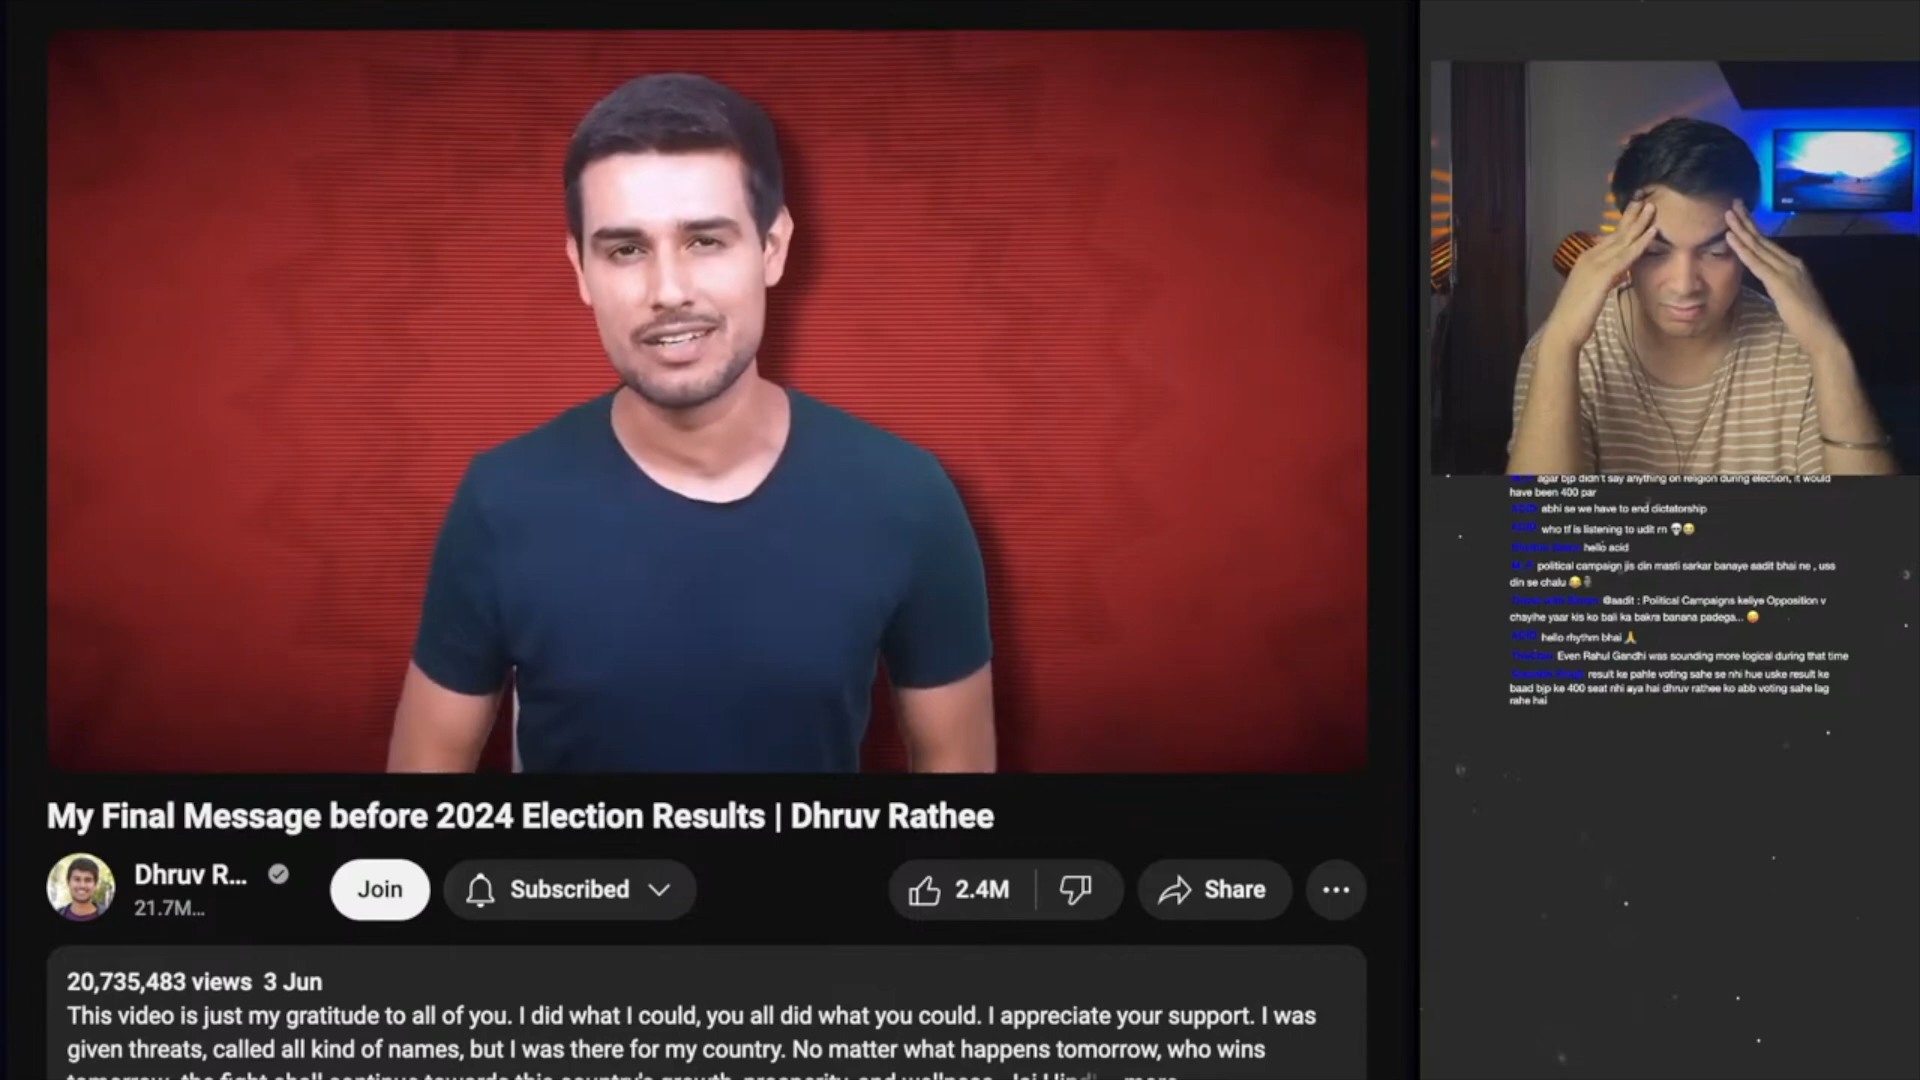 My Final Message before 2024 Election Results | Dhruv Rathee
Dhruv R...
21.7M...
Join
Subscribed
2.4M
Share
20,735,483 views 3 Jun
This video is just my gratitude to all of you. I did what I could, you all did what you could. I appreciate your support. I was
given threats, called all kind of names, but I was there for my country. No matter what happens tomorrow, who wins
agar bjp didn't say anything on religion during election, it would
have been 400 par
abhi se we have to end dictatorship
who tf is listening to udit rn 💀😂
hello acid
political campaign jis din masti sarkar banaye aadit bhai ne , uss
din se chalu
@aadit : Political Campaigns keliye Opposition v
chayihe yaar kis ko bali ka bakra banana padega...
hello rhythm bhai 🙏
Even Rahul Gandhi was sounding more logical during that time
result ke pahle voting sahe se nhi hue uske result ke
baad bjp ke 400 seat nhi aya hai dhruv rathee ko abb voting sahe lag
rahe hai